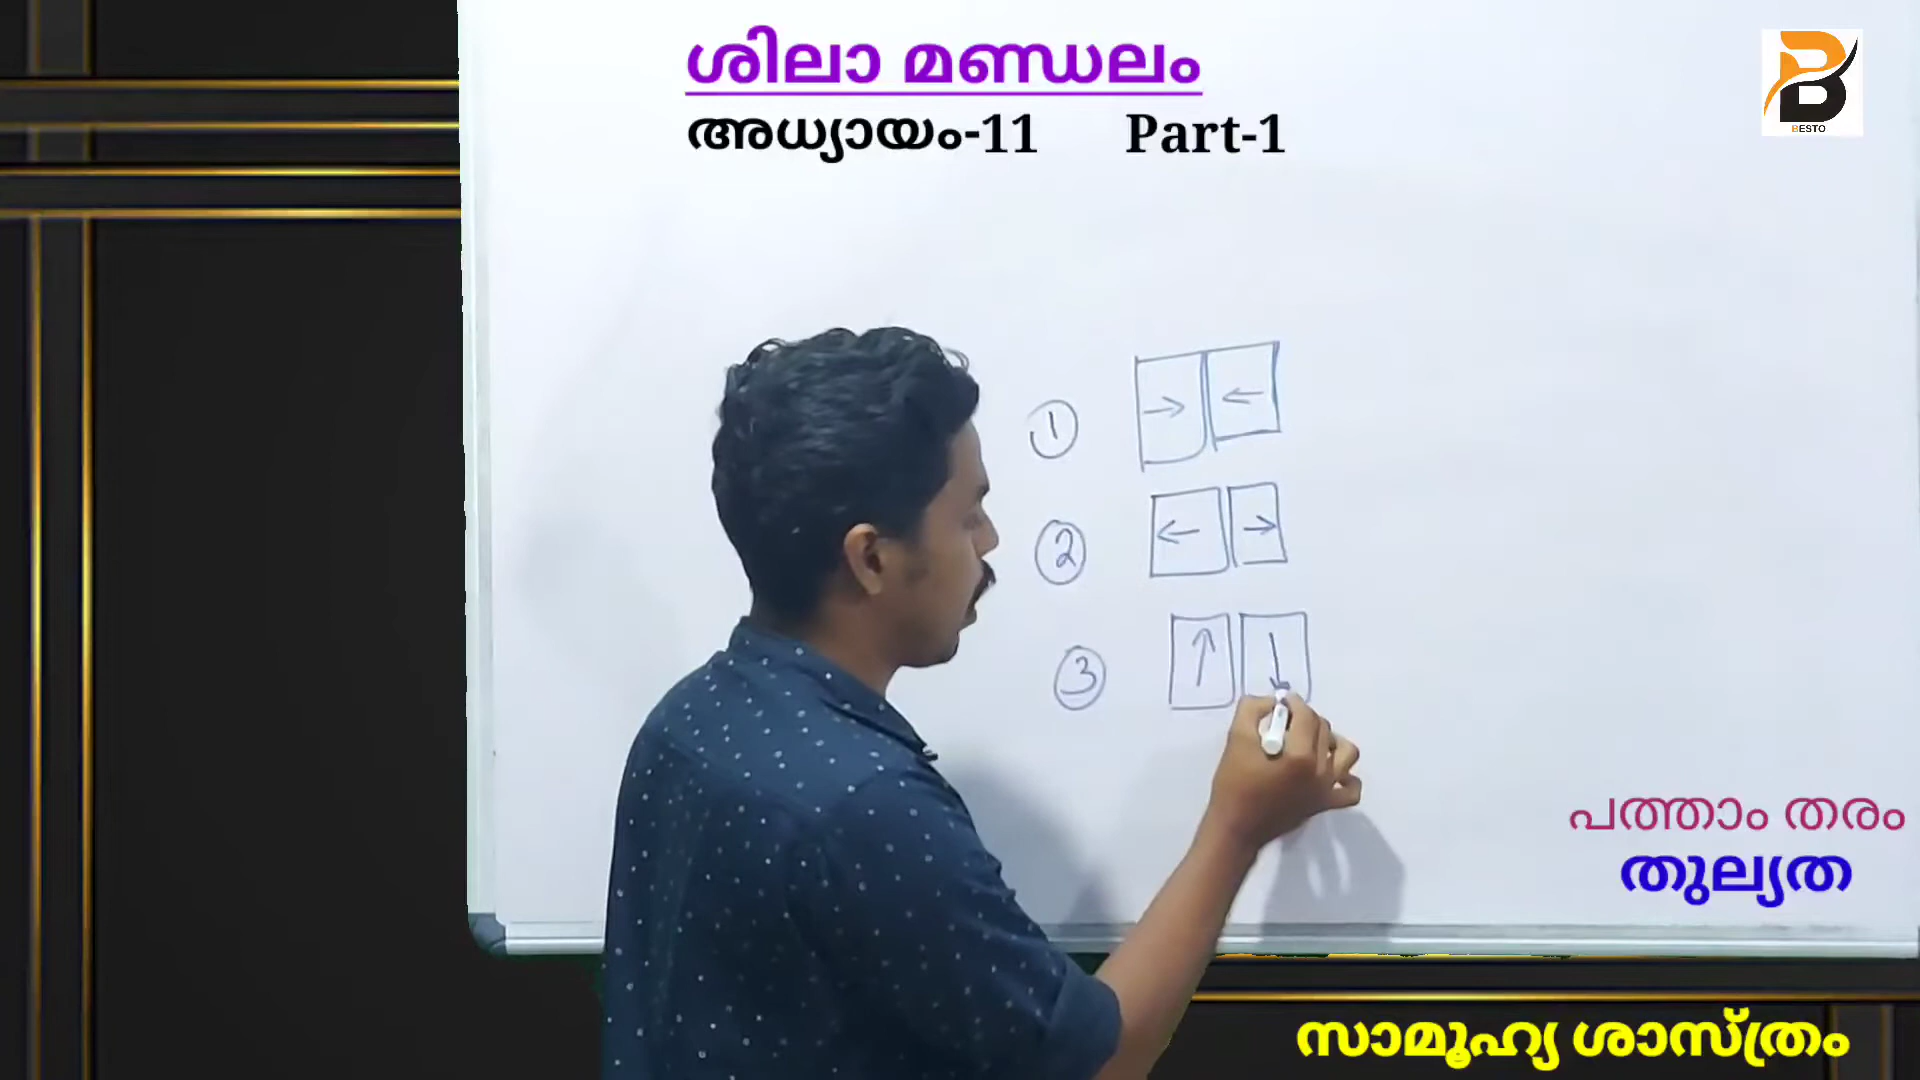 ശിലാ മണ്ഡലം
അധ്യായം-11 Part-1
BESTO
1
2
3
പത്താം തരം
തുല്യത
സാമൂഹ്യ ശാസ്ത്രം